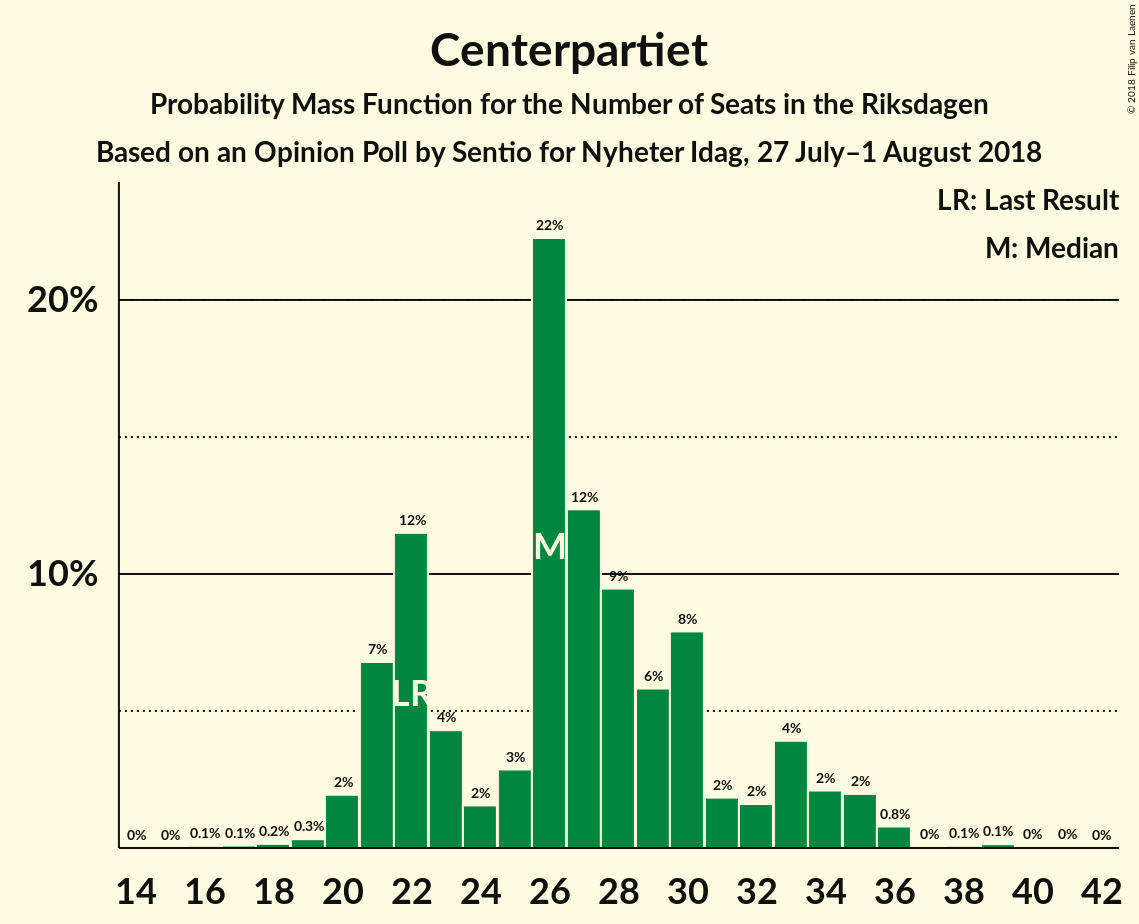 © 2018 Filip van Laenen
Centerpartiet
Probability Mass Function for the Number of Seats in the Riksdagen
Based on an Opinion Poll by Sentio for Nyheter Idag, 27 July–1 August 2018
LR: Last Result
M: Median
20%
10%
0% 0% 0.1% 0.1% 0.2% 0.3% 2% 7% 12% 4% 2% 3% 22% 12% 9% 6% 8% 2% 2% 4% 2% 2% 0.8% 0% 0.1% 0.1% 0% 0% 0%
LR
M
14 16 18 20 22 24 26 28 30 32 34 36 38 40 42